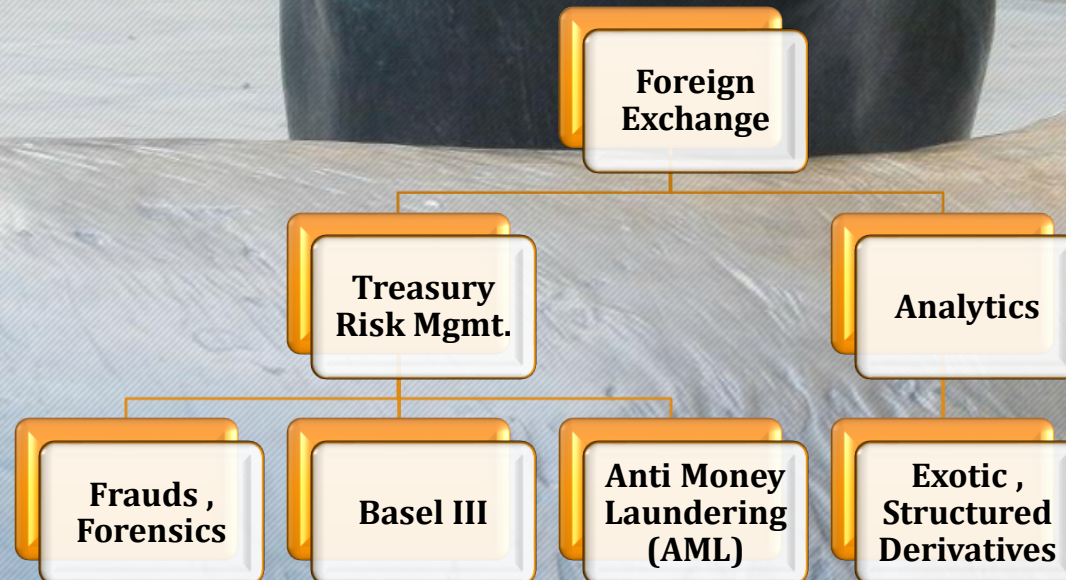 Foreign
Exchange
Treasury
Risk Mgmt.
Analytics
Frauds ,
Forensics
Basel III
Anti Money
Laundering
(AML)
Exotic ,
Structured
Derivatives